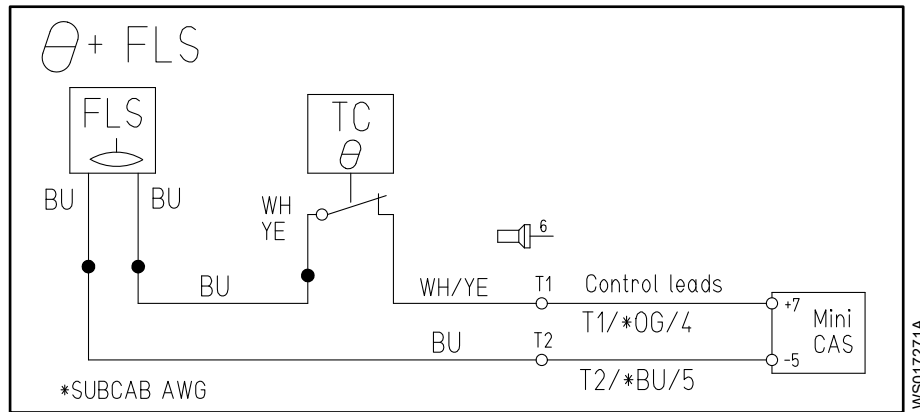 + FLS
FLS
TC
BU
BU
WH
YE
6
BU
WH/YE
T1
Control leads
+7
T1/*OG/4
Mini
CAS
BU
T2
-5
T2/*BU/5
*SUBCAB AWG
WS017271A